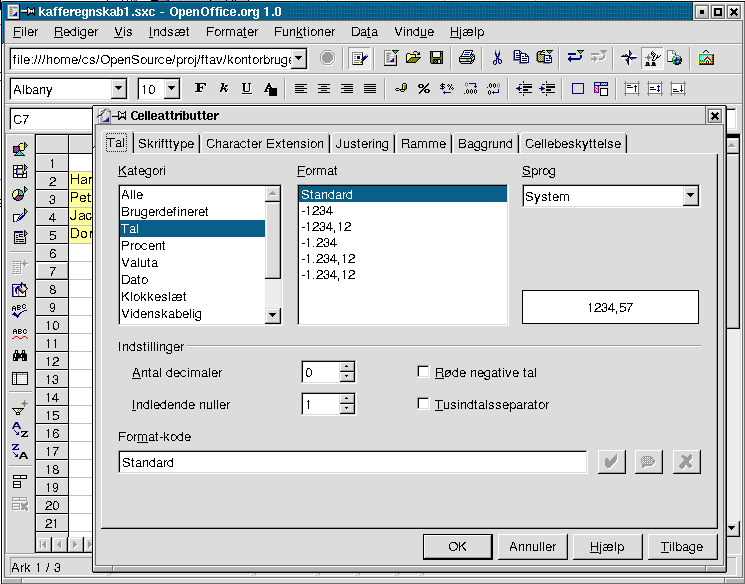 kafferegnskab1.sxc - OpenOffice.org 1.0
Filer Rediger Vis Indsæt Formater Funktioner Data Vindue Hjælp
file:///home/cs/OpenSource/proj/ftav/kontorbruge
Albany 10 F K U A
C7
Celleattributter
Tal Skrifttype Character Extension Justering Ramme Baggrund Cellebeskyttelse
Kategori Format Sprog
Alle
Brugerdefineret
Tal
Procent
Valuta
Dato
Klokkeslæt
Videnskabelig
Standard
-1234
-1234,12
-1.234
-1.234,12
-1.234,12
System
1234,57
Indstillinger
Antal decimaler 0 Røde negative tal
Indledende nuller 1 Tusindtalsseparator
Format-kode
Standard
OK Annuller Hjælp Tilbage
1
2 Har
3 Pet
4 Jac
5 Dor
6
7
8
9
10
11
12
13
14
15
16
17
18
19
20
21
Ark 1 / 3